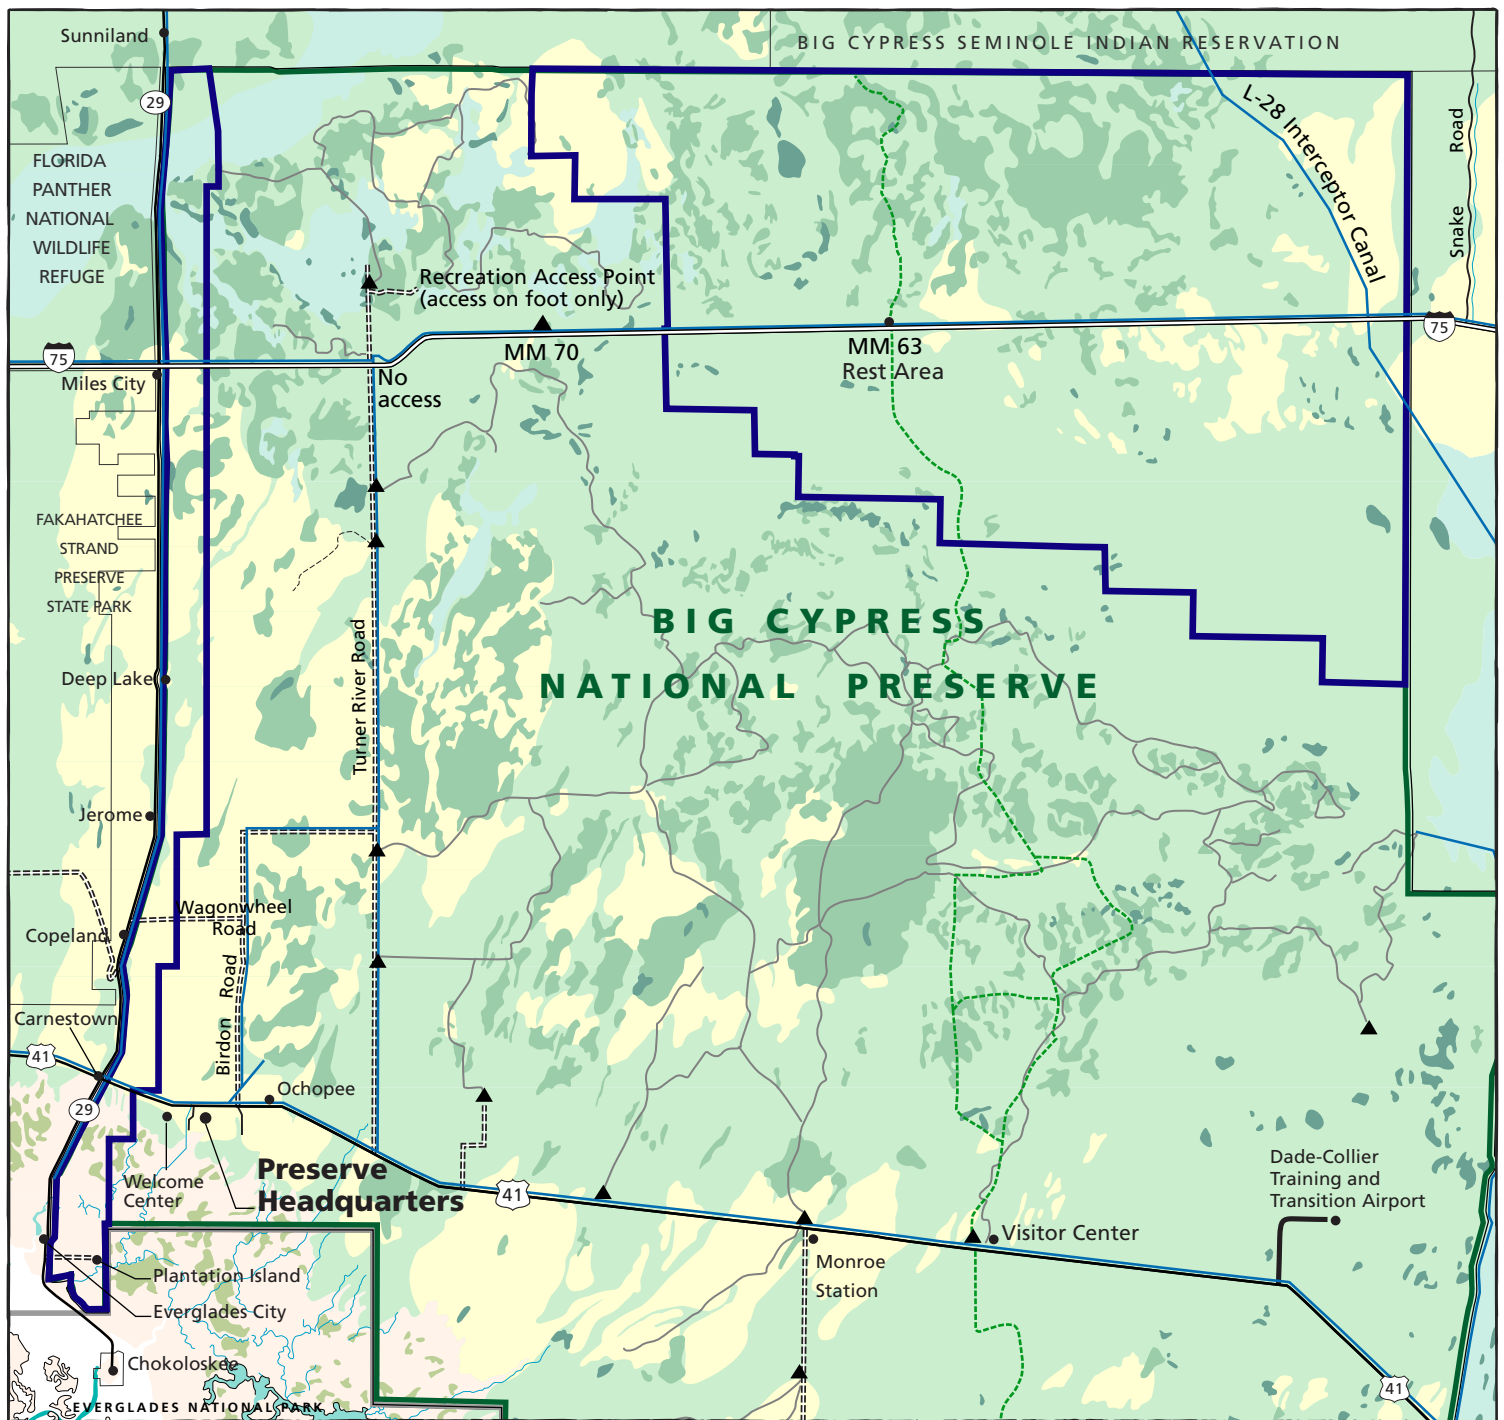 Sunniland
BIG CYPRESS SEMINOLE INDIAN RESERVATION
29
L-28 Interceptor Canal
Snake Road
FLORIDA
PANTHER
NATIONAL
WILDLIFE
REFUGE
Recreation Access Point
(access on foot only)
75
75
MM 70
MM 63
Rest Area
Miles City
No
access
FAKAHATCHEE
STRAND
PRESERVE
STATE PARK
BIG CYPRESS
NATIONAL PRESERVE
Deep Lake
Turner River Road
Jerome
Wagonwheel
Road
Copeland
Birdon Road
Carnestown
41
Ochopee
29
Preserve
Headquarters
Welcome
Center
41
Dade-Collier
Training and
Transition Airport
Visitor Center
Monroe
Station
Plantation Island
Everglades City
Chokoloskee
41
EVERGLADES NATIONAL PARK